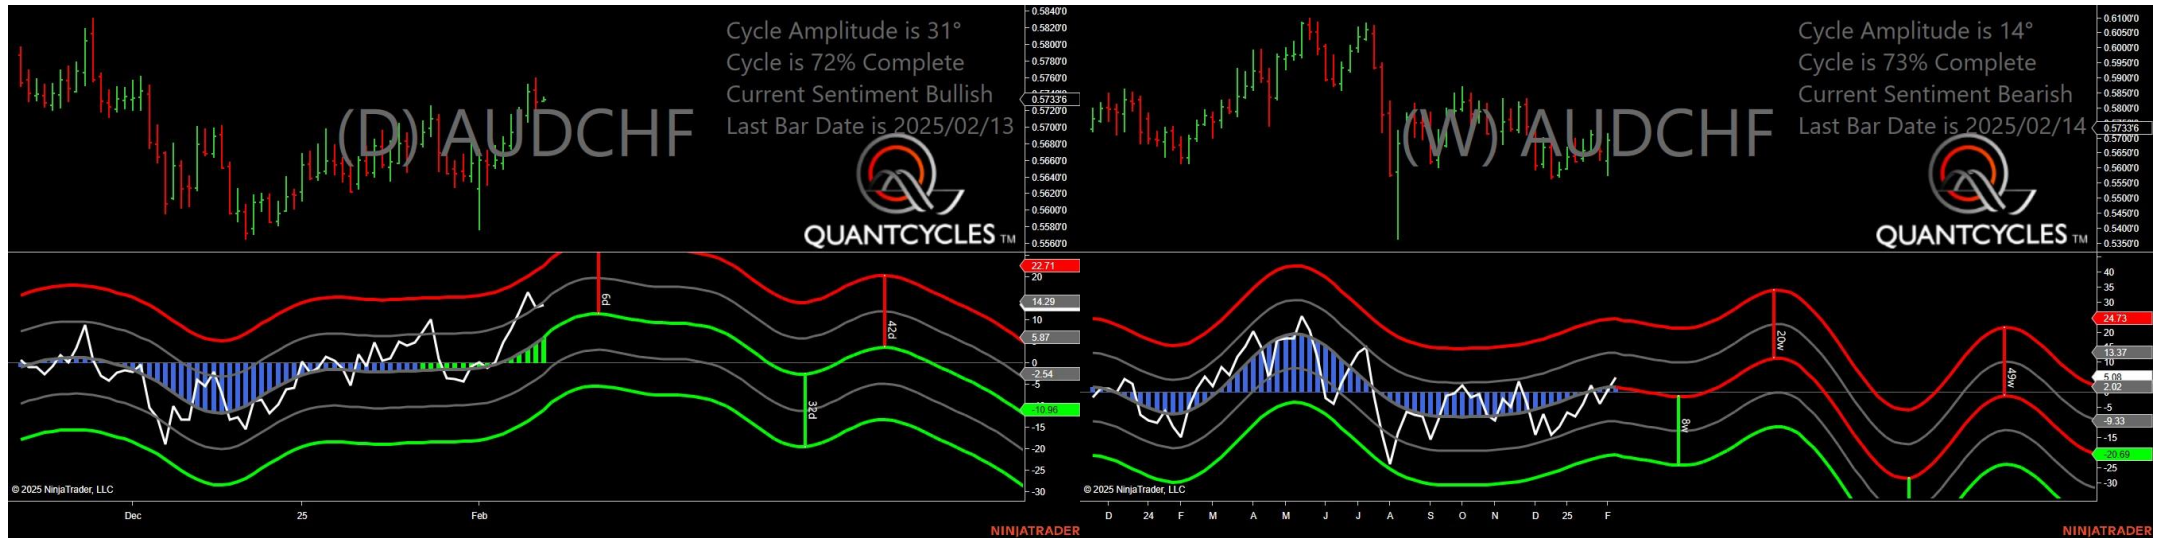 Cycle Amplitude is 31°
Cycle is 72% Complete
Current Sentiment Bullish
Last Bar Date is 2025/02/13
(D) AUDCHF
QUANTCYCLES TM
0.5840'0
0.5820'0
0.5800'0
0.5780'0
0.5760'0
0.5733'6
0.5720'0
0.5700'0
0.5680'0
0.5660'0
0.5640'0
0.5620'0
0.5600'0
0.5580'0
0.5560'0
22.71
20
14.29
10
5.87
0
-2.54
-5
-10.96
-15
-20
-25
-30
6d
42d
32d
© 2025 NinjaTrader, LLC
Dec 25 Feb
NINJATRADER
Cycle Amplitude is 14°
Cycle is 73% Complete
Current Sentiment Bearish
Last Bar Date is 2025/02/14
(W) AUDCHF
QUANTCYCLES TM
0.6100'0
0.6050'0
0.6000'0
0.5950'0
0.5900'0
0.5850'0
0.5800'0
0.5733'6
0.5700'0
0.5650'0
0.5600'0
0.5550'0
0.5500'0
0.5450'0
0.5400'0
0.5350'0
40
35
30
24.73
20
13.37
10
5.08
2.02
-5
-9.33
-15
-20.69
-25
-30
20w
49w
8w
© 2025 NinjaTrader, LLC
D 24 F M A M J J A S O N D 25 F
NINJATRADER